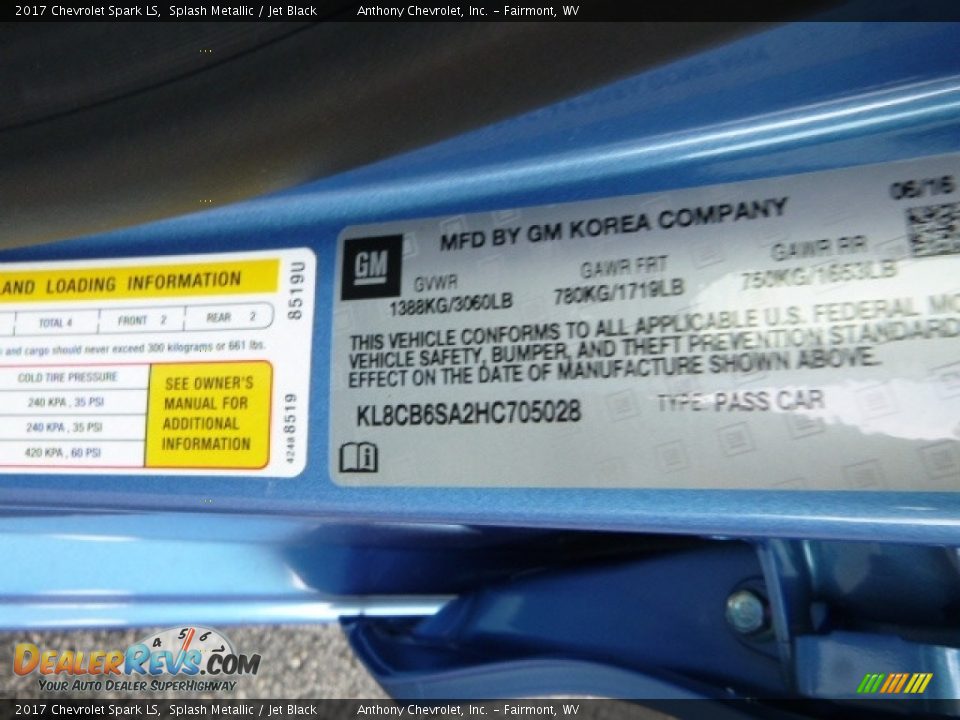 2017 Chevrolet Spark LS, Splash Metallic / Jet Black Anthony Chevrolet, Inc. - Fairmont, WV
AND LOADING INFORMATION
TOTAL 4 FRONT 2 REAR 2
and cargo should never exceed 300 kilograms or 661 lbs.
COLD TIRE PRESSURE
240 KPA, 35 PSI
240 KPA, 35 PSI
420 KPA, 60 PSI
SEE OWNER'S
MANUAL FOR
ADDITIONAL
INFORMATION
8519U
42488519
GM
MFD BY GM KOREA COMPANY
06/16
GVWR GAWR FRT GAWR RR
1388KG/3060LB 780KG/1719LB 750KG/1653LB
THIS VEHICLE CONFORMS TO ALL APPLICABLE U.S. FEDERAL
VEHICLE SAFETY, BUMPER, AND THEFT PREVENTION STANDARD
EFFECT ON THE DATE OF MANUFACTURE SHOWN ABOVE.
KL8CB6SA2HC705028 TYPE: PASS CAR
i
4 5 6
DealerRevs.com
Your Auto Dealer SuperHighway
2017 Chevrolet Spark LS, Splash Metallic / Jet Black Anthony Chevrolet, Inc. - Fairmont, WV